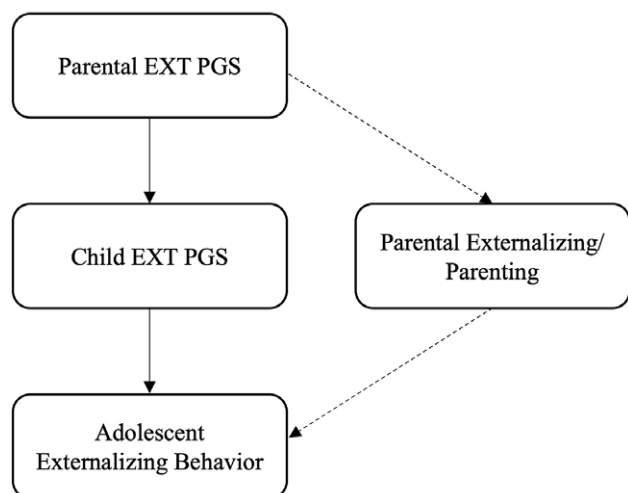 Parental EXT PGS
Child EXT PGS
Parental Externalizing/
Parenting
Adolescent
Externalizing Behavior